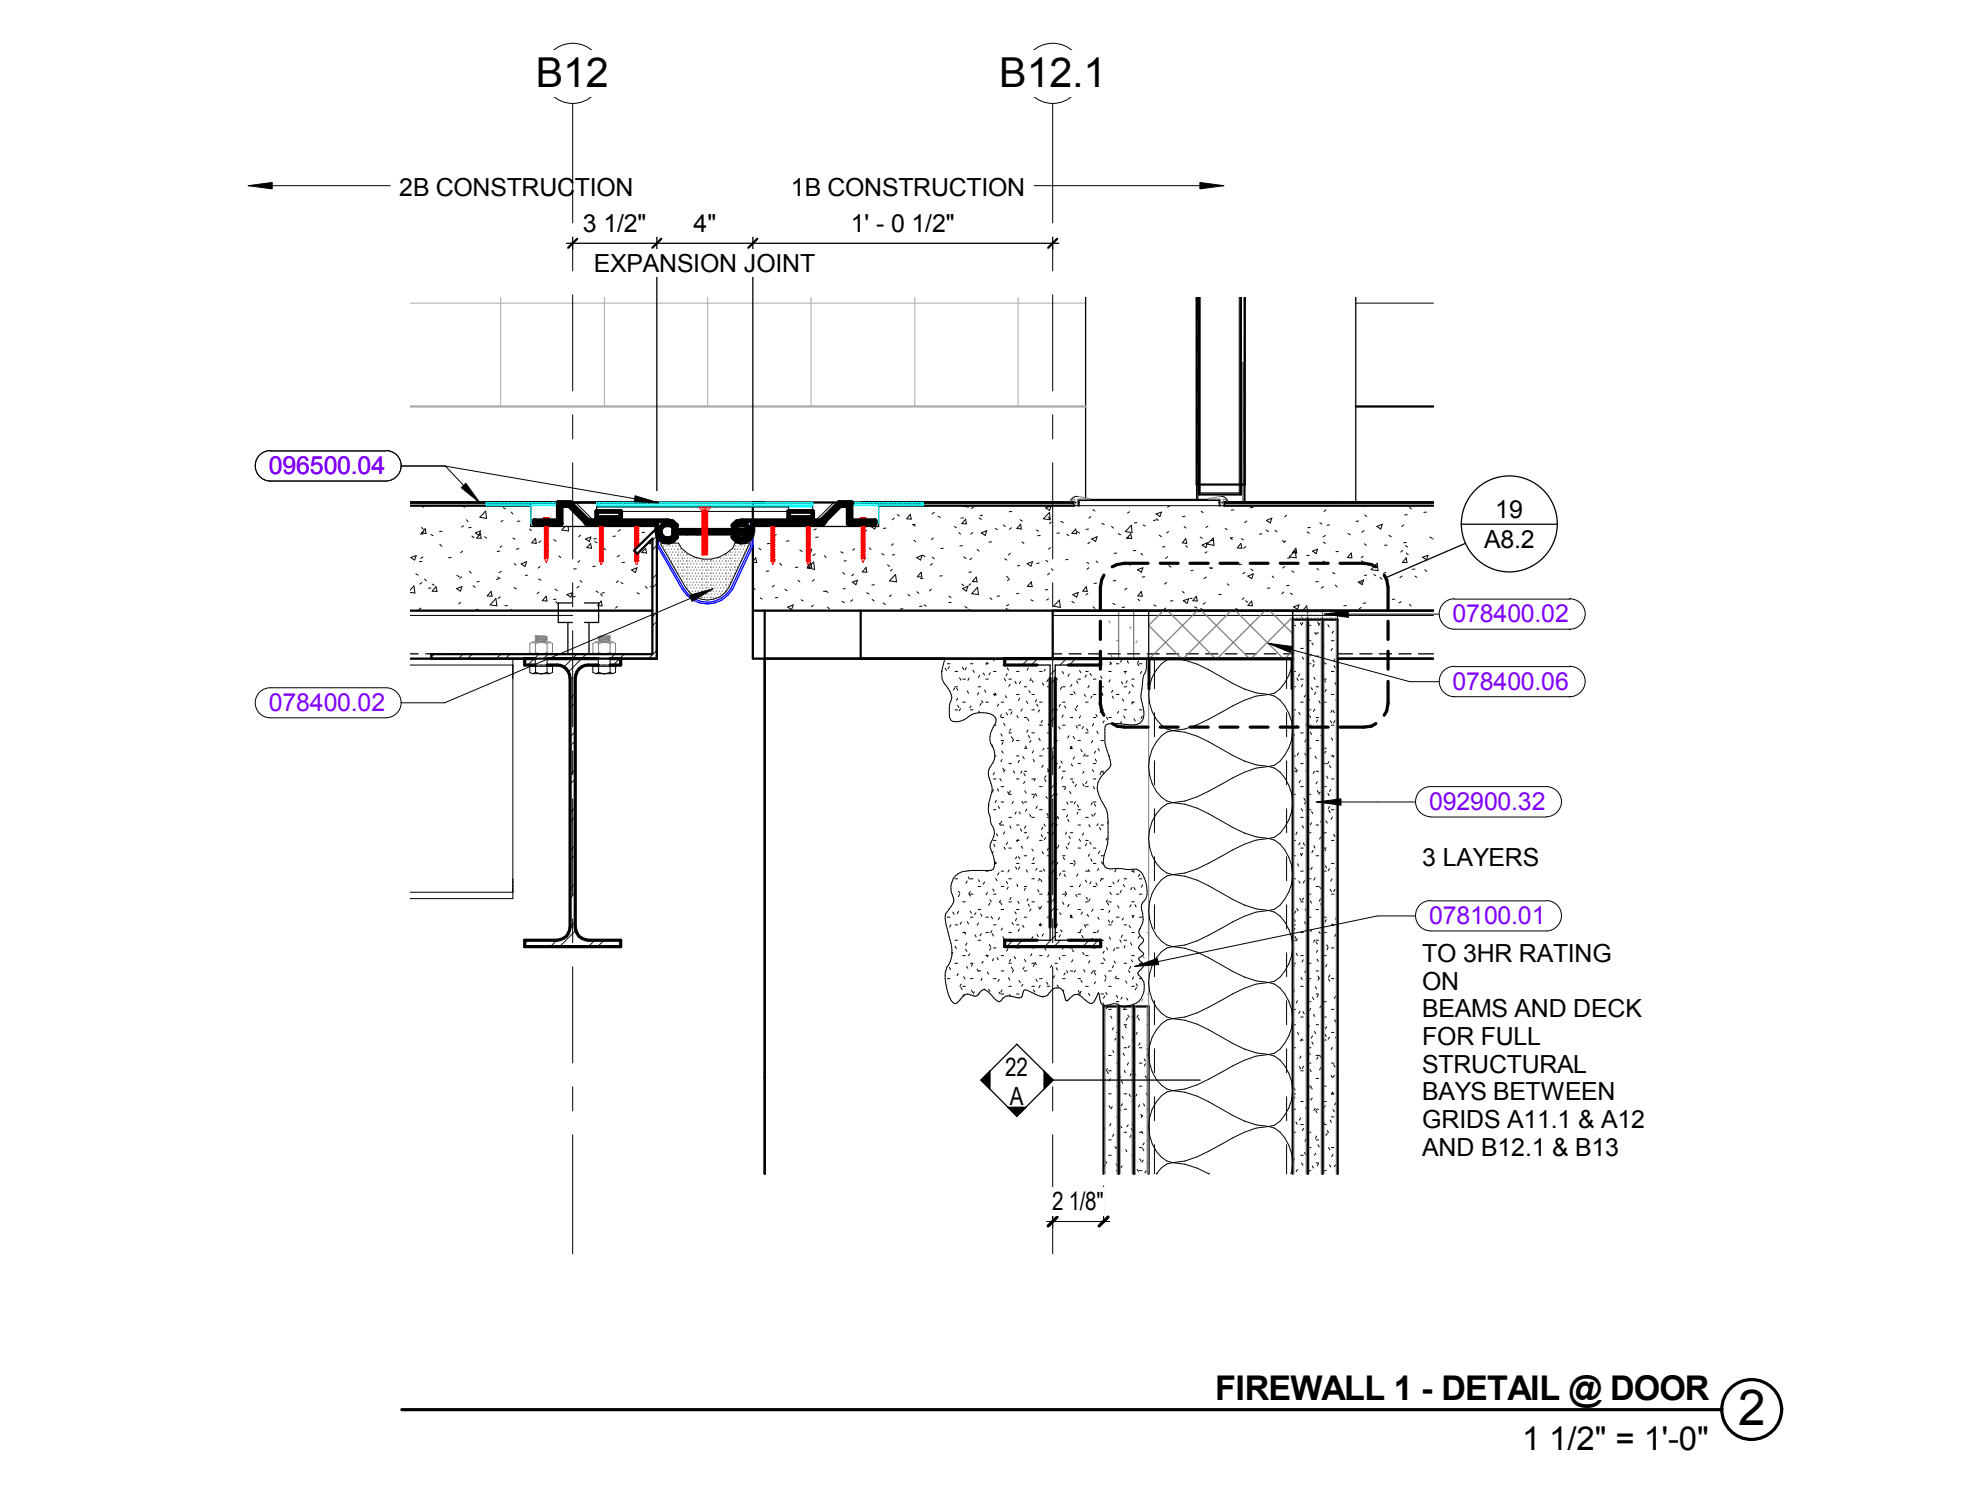 B12
B12.1
2B CONSTRUCTION
1B CONSTRUCTION
3 1/2"
4"
1' - 0 1/2"
EXPANSION JOINT
096500.04
19
A8.2
078400.02
078400.06
078400.02
092900.32
3 LAYERS
078100.01
TO 3HR RATING
ON
BEAMS AND DECK
FOR FULL
STRUCTURAL
BAYS BETWEEN
GRIDS A11.1 & A12
AND B12.1 & B13
22
A
2 1/8"
FIREWALL 1 - DETAIL @ DOOR
2
1 1/2" = 1'-0"